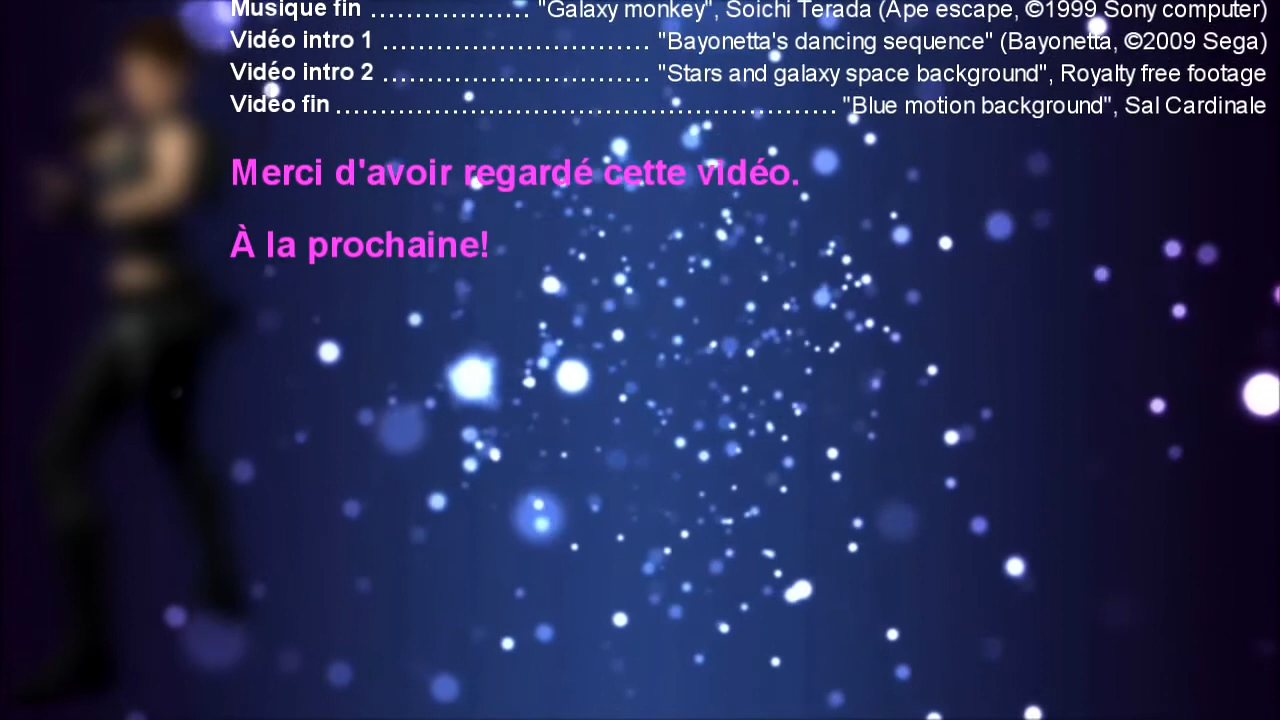 Musique fin .................. "Galaxy monkey", Soichi Terada (Ape escape, ©1999 Sony computer)
Vidéo intro 1 .............................. "Bayonetta's dancing sequence" (Bayonetta, ©2009 Sega)
Vidéo intro 2 .............................. "Stars and galaxy space background", Royalty free footage
Vidéo fin ......................................................... "Blue motion background", Sal Cardinale
Merci d'avoir regardé cette vidéo.
À la prochaine!